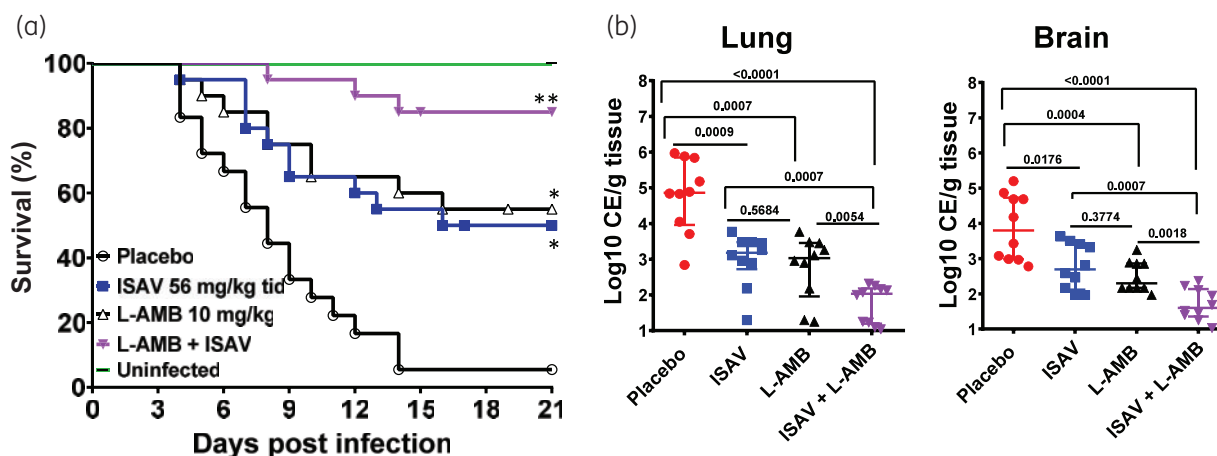 (a)
Survival (%)
100
80
60
40
20
0
**
*
*
Placebo
ISAV 56 mg/kg tid
L-AMB 10 mg/kg
L-AMB + ISAV
Uninfected
0 3 6 9 12 15 18 21
Days post infection
(b)
Lung
Log10 CE/g tissue
7
6
5
4
3
2
1
<0.0001
0.0007
0.0009
0.0007
0.5684
0.0054
Placebo
ISAV
L-AMB
ISAV + L-AMB
Brain
Log10 CE/g tissue
7
6
5
4
3
2
1
<0.0001
0.0004
0.0176
0.0007
0.3774
0.0018
Placebo
ISAV
L-AMB
ISAV + L-AMB